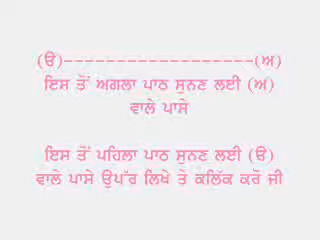 (ੳ)------------------(ਅ)
ਇਸ ਤੋਂ ਅਗਲਾ ਪਾਠ ਸੁਨਣ ਲਈ (ਅ)
ਵਾਲੇ ਪਾਸੇ
ਇਸ ਤੋਂ ਪਹਿਲਾ ਪਾਠ ਸੁਨਣ ਲਈ (ੳ)
ਵਾਲੇ ਪਾਸੇ ਉਪੱਰ ਲਿਖੇ ਤੇ ਕਲਿੱਕ ਕਰੋ ਜੀ